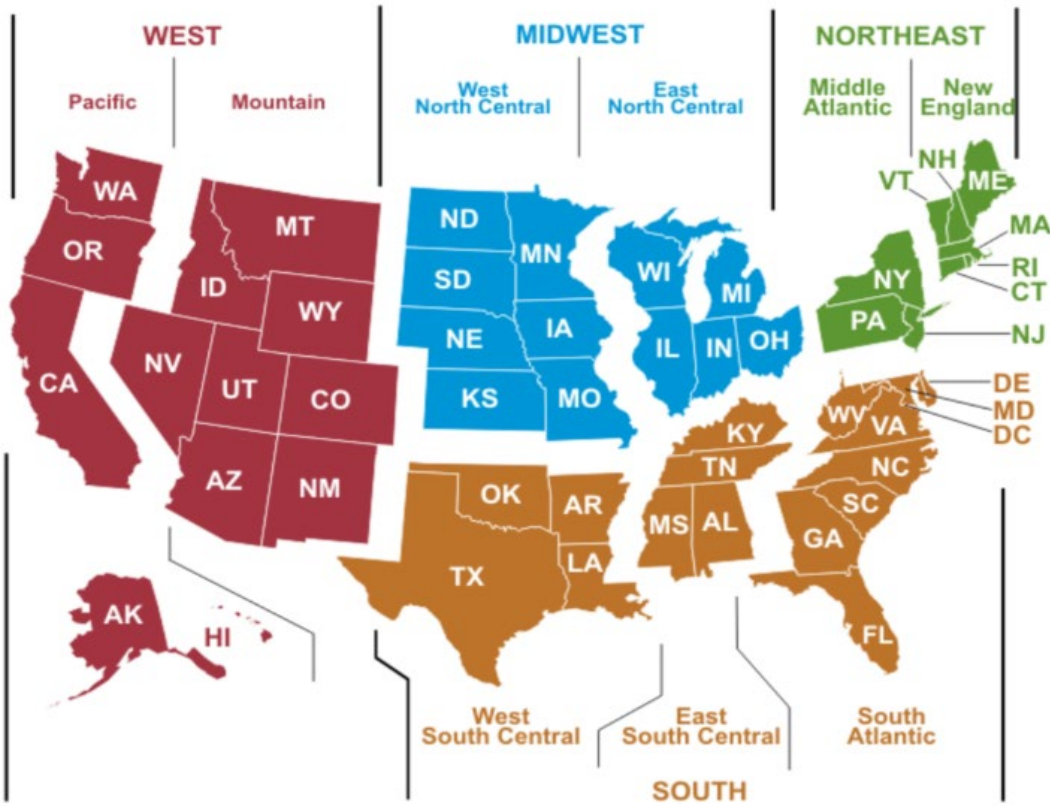 WEST
MIDWEST
NORTHEAST
Pacific
Mountain
West
North Central
East
North Central
Middle
Atlantic
New
England
WA
OR
CA
MT
ID
WY
NV
UT
CO
AZ
NM
AK
HI
ND
SD
NE
KS
MN
IA
MO
WI
MI
IL
IN
OH
NH
VT
ME
MA
RI
CT
NY
PA
NJ
DE
MD
DC
WV
VA
KY
TN
NC
SC
MS
AL
GA
FL
OK
AR
TX
LA
West
South Central
East
South Central
South
Atlantic
SOUTH